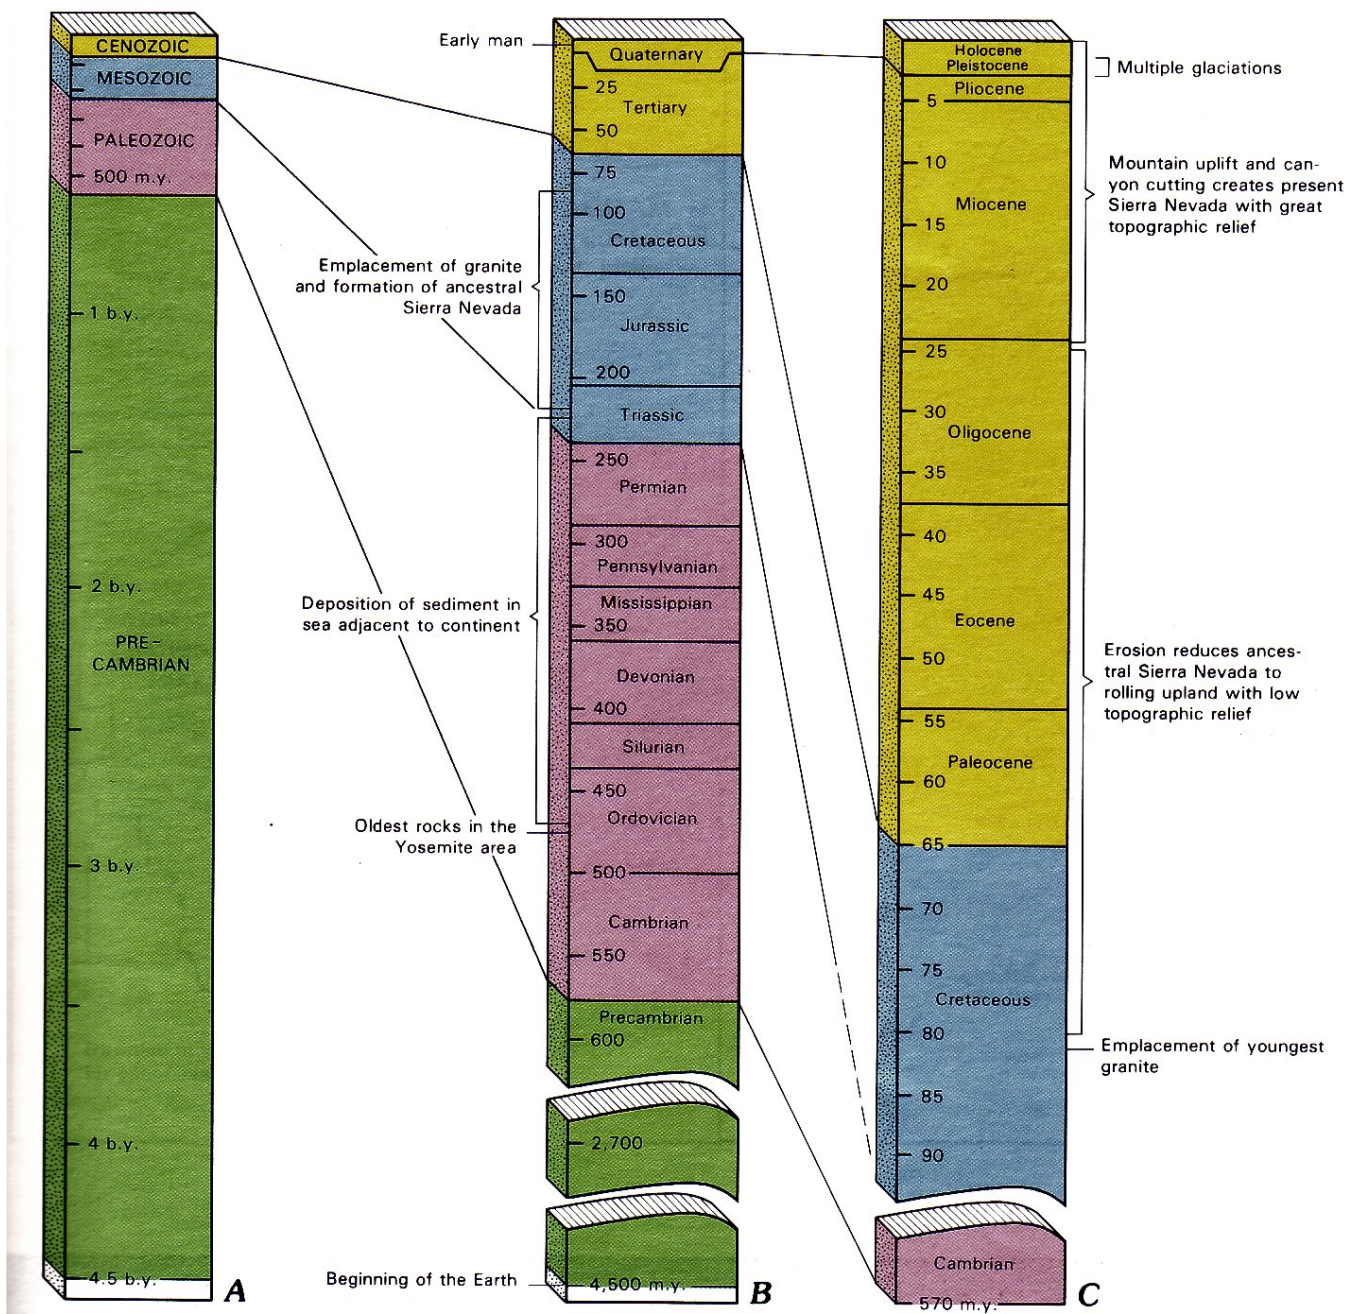 CENOZOIC
MESOZOIC
PALEOZOIC
500 m.y.
1 b.y.
2 b.y.
PRE-
CAMBRIAN
3 b.y.
4 b.y.
4.5 b.y.
A
Early man
Emplacement of granite
and formation of ancestral
Sierra Nevada
Deposition of sediment in
sea adjacent to continent
Oldest rocks in the
Yosemite area
Beginning of the Earth
Quaternary
25
Tertiary
50
75
100
Cretaceous
150
Jurassic
200
Triassic
250
Permian
300
Pennsylvanian
Mississippian
350
Devonian
400
Silurian
450
Ordovician
500
Cambrian
550
Precambrian
600
2,700
4,500 m.y.
B
Holocene
Pleistocene
Pliocene
5
10
Miocene
15
20
25
30
Oligocene
35
40
45
Eocene
50
55
Paleocene
60
65
70
75
Cretaceous
80
85
90
Cambrian
570 m.y.
C
Multiple glaciations
Mountain uplift and can-
yon cutting creates present
Sierra Nevada with great
topographic relief
Erosion reduces ances-
tral Sierra Nevada to
rolling upland with low
topographic relief
Emplacement of youngest
granite